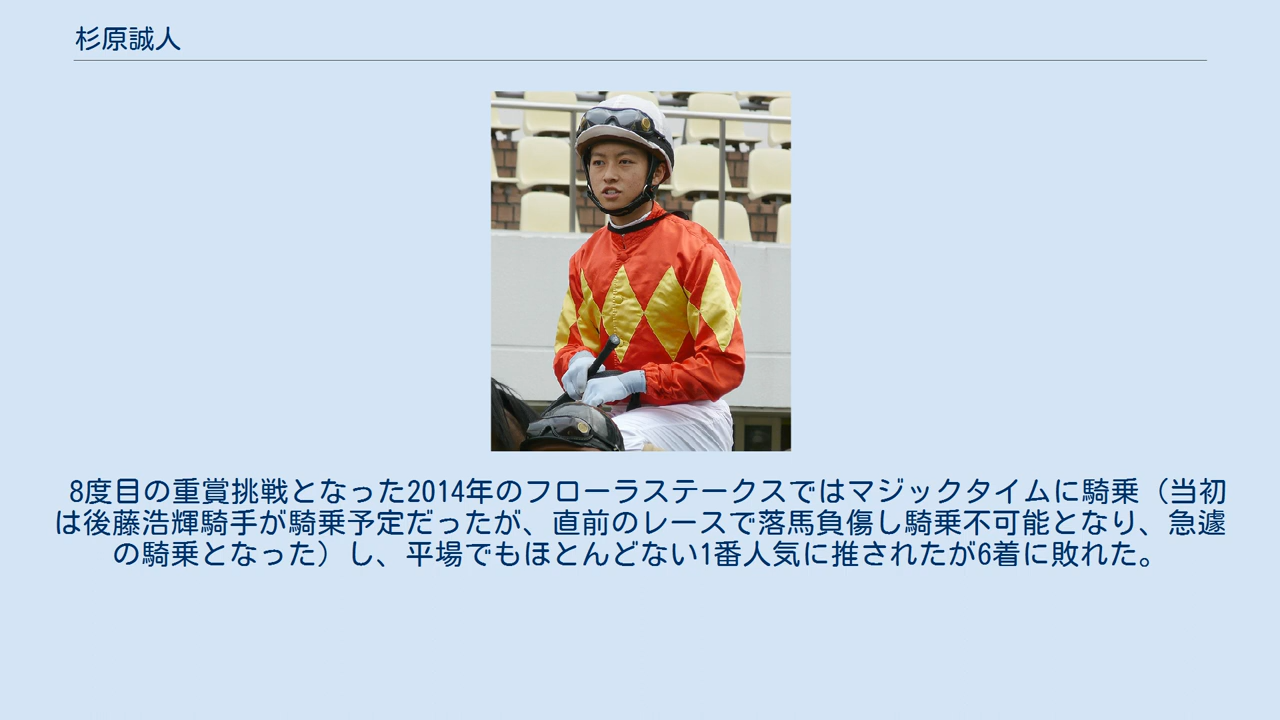 杉原誠人
8度目の重賞挑戦となった2014年のフローラステークスではマジックタイムに騎乗（当初
は後藤浩輝騎手が騎乗予定だったが、直前のレースで落馬負傷し騎乗不可能となり、急遽
の騎乗となった）し、平場でもほとんどない1番人気に推されたが6着に敗れた。